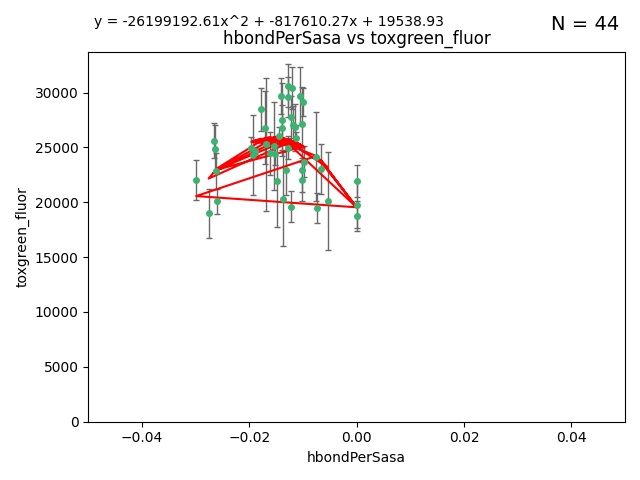 y = -26199192.61x^2 + -817610.27x + 19538.93
N = 44
hbondPerSasa vs toxgreen_fluor
30000
25000
20000
15000
10000
5000
0
toxgreen_fluor
−0.04
−0.02
0.00
0.02
0.04
hbondPerSasa